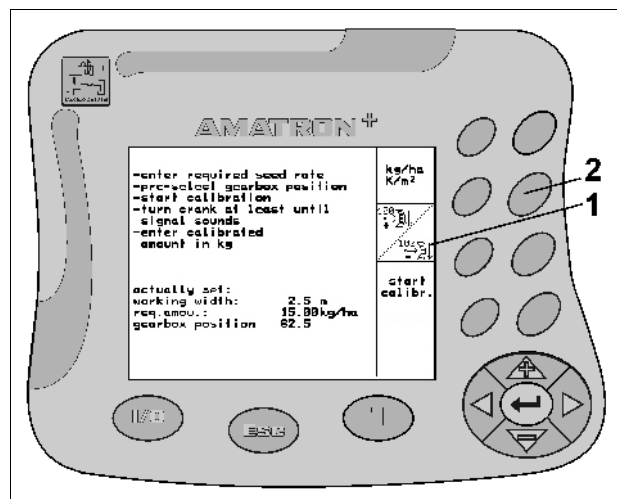 AMATRON+
-enter required seed rate
-pre-select gearbox position
-start calibration
-turn crank at least until
signal sounds
-enter calibrated
amount in kg
actually set:
working width: 2.5 m
req.amou.: 15.00kg/ha
gearbox position 62.5
kg/ha
K/m²
start
calibr.
2
1
I/O
ESC